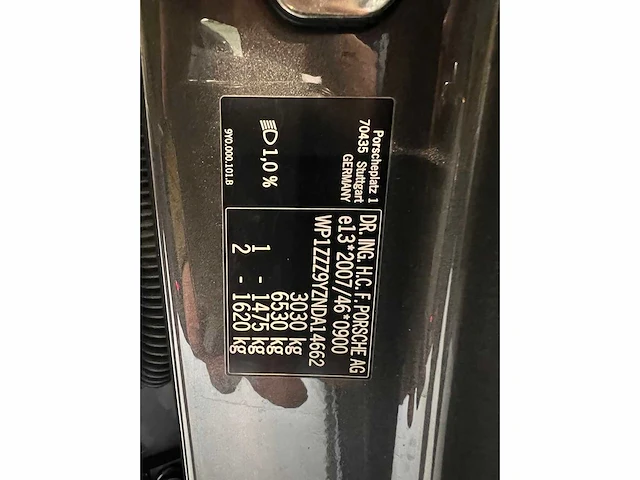 Porscheplatz 1
70435 Stuttgart
GERMANY
1,0 %
9Y0.000.101.B
DR. ING. H.C. F. PORSCHE AG
e13*2007/46*0900
WP1ZZZ9YZNDA14662
3030 kg
6530 kg
1 - 1475 kg
2 - 1620 kg